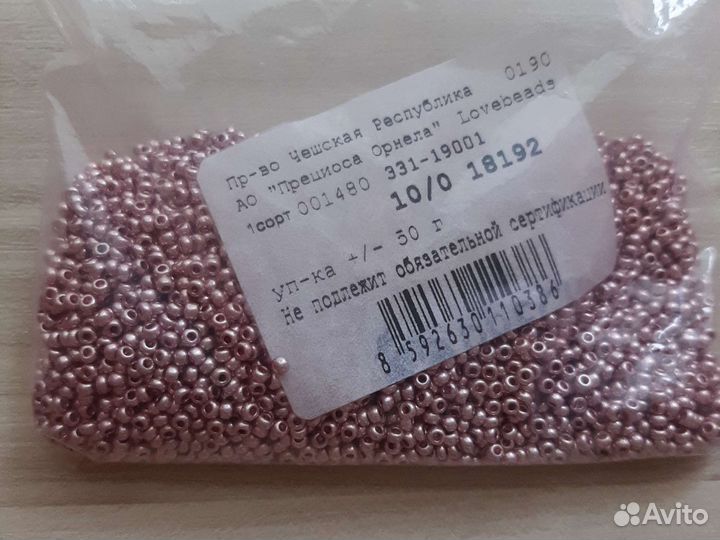 Пр-во Чешская Республика 0190
АО "Прециоса Орнела" Lovebeads
1сорт 001480 331-19001
10/0 18192
уп-ка +/- 50 г
Не подлежит обязательной сертификации
8 592630 110386
Avito